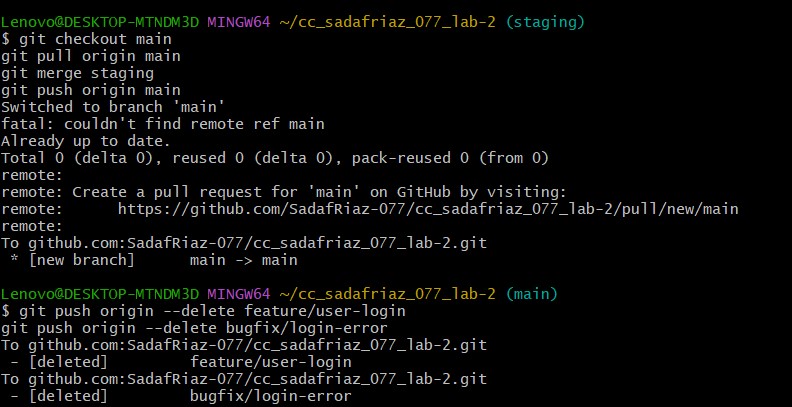 Lenovo@DESKTOP-MTNDM3D MINGW64 ~/cc_sadafriaz_077_lab-2 (staging)
$ git checkout main
git pull origin main
git merge staging
git push origin main
Switched to branch 'main'
fatal: couldn't find remote ref main
Already up to date.
Total 0 (delta 0), reused 0 (delta 0), pack-reused 0 (from 0)
remote:
remote: Create a pull request for 'main' on GitHub by visiting:
remote:      https://github.com/SadafRiaz-077/cc_sadafriaz_077_lab-2/pull/new/main
remote:
To github.com:SadafRiaz-077/cc_sadafriaz_077_lab-2.git
 * [new branch]      main -> main
Lenovo@DESKTOP-MTNDM3D MINGW64 ~/cc_sadafriaz_077_lab-2 (main)
$ git push origin --delete feature/user-login
git push origin --delete bugfix/login-error
To github.com:SadafRiaz-077/cc_sadafriaz_077_lab-2.git
 - [deleted]         feature/user-login
To github.com:SadafRiaz-077/cc_sadafriaz_077_lab-2.git
 - [deleted]         bugfix/login-error